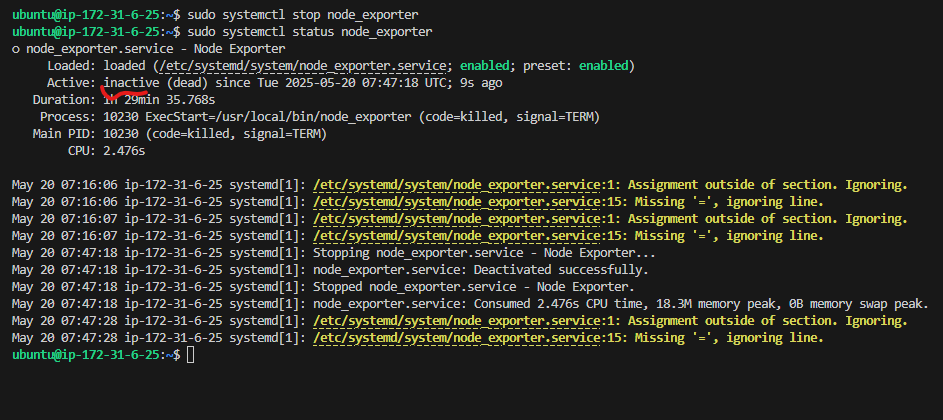 ubuntu@ip-172-31-6-25:~$ sudo systemctl stop node_exporter
ubuntu@ip-172-31-6-25:~$ sudo systemctl status node_exporter
○ node_exporter.service - Node Exporter
Loaded: loaded (/etc/systemd/system/node_exporter.service; enabled; preset: enabled)
Active: inactive (dead) since Tue 2025-05-20 07:47:18 UTC; 9s ago
Duration: 1h 29min 35.768s
Process: 10230 ExecStart=/usr/local/bin/node_exporter (code=killed, signal=TERM)
Main PID: 10230 (code=killed, signal=TERM)
CPU: 2.476s
May 20 07:16:06 ip-172-31-6-25 systemd[1]: /etc/systemd/system/node_exporter.service:1: Assignment outside of section. Ignoring.
May 20 07:16:06 ip-172-31-6-25 systemd[1]: /etc/systemd/system/node_exporter.service:15: Missing '=', ignoring line.
May 20 07:16:07 ip-172-31-6-25 systemd[1]: /etc/systemd/system/node_exporter.service:1: Assignment outside of section. Ignoring.
May 20 07:16:07 ip-172-31-6-25 systemd[1]: /etc/systemd/system/node_exporter.service:15: Missing '=', ignoring line.
May 20 07:47:18 ip-172-31-6-25 systemd[1]: Stopping node_exporter.service - Node Exporter...
May 20 07:47:18 ip-172-31-6-25 systemd[1]: node_exporter.service: Deactivated successfully.
May 20 07:47:18 ip-172-31-6-25 systemd[1]: Stopped node_exporter.service - Node Exporter.
May 20 07:47:18 ip-172-31-6-25 systemd[1]: node_exporter.service: Consumed 2.476s CPU time, 18.3M memory peak, 0B memory swap peak.
May 20 07:47:28 ip-172-31-6-25 systemd[1]: /etc/systemd/system/node_exporter.service:1: Assignment outside of section. Ignoring.
May 20 07:47:28 ip-172-31-6-25 systemd[1]: /etc/systemd/system/node_exporter.service:15: Missing '=', ignoring line.
ubuntu@ip-172-31-6-25:~$